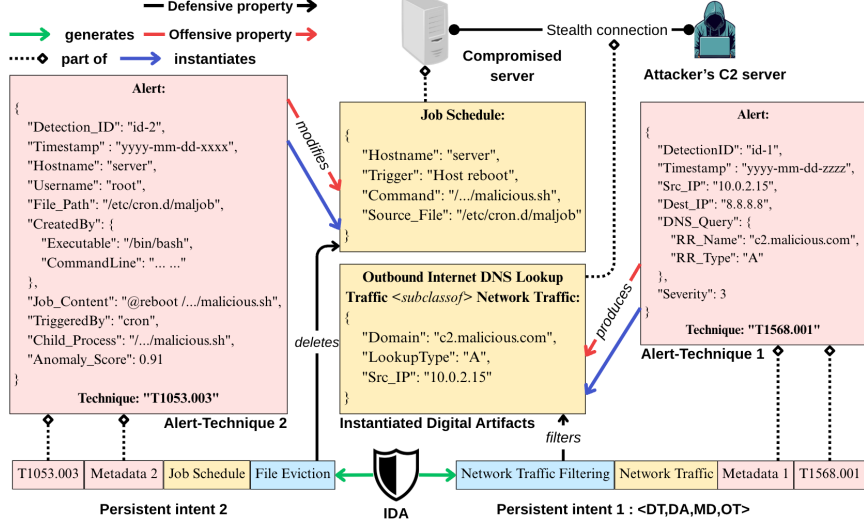 Defensive property
generates
Offensive property
part of
instantiates
Stealth connection
Compromised
server
Attacker's C2 server
Alert:
{
"Detection_ID": "id-2",
"Timestamp" : "yyyy-mm-dd-xxxx",
"Hostname": "server",
"Username": "root",
"File_Path": "/etc/cron.d/maljob",
"CreatedBy": {
"Executable": "/bin/bash",
"CommandLine": "... ..."
},
"Job_Content": "@reboot /.../malicious.sh",
"TriggeredBy": "cron",
"Child_Process": "/.../malicious.sh",
"Anomaly_Score": 0.91
}
Technique: "T1053.003"
Alert-Technique 2
modifies
Job Schedule:
{
"Hostname": "server",
"Trigger": "Host reboot",
"Command": "/.../malicious.sh",
"Source_File": "/etc/cron.d/maljob"
}
deletes
Outbound Internet DNS Lookup
Traffic <subclassof> Network Traffic:
{
"Domain": "c2.malicious.com",
"LookupType": "A",
"Src_IP": "10.0.2.15"
}
Instantiated Digital Artifacts
produces
filters
Alert:
{
"DetectionID": "id-1",
"Timestamp" : "yyyy-mm-dd-zzzz",
"Src_IP": "10.0.2.15",
"Dest_IP": "8.8.8.8",
"DNS_Query": {
"RR_Name": "c2.malicious.com",
"RR_Type": "A"
},
"Severity": 3
}
Technique: "T1568.001"
Alert-Technique 1
T1053.003 Metadata 2 Job Schedule File Eviction
Persistent intent 2
IDA
Network Traffic Filtering Network Traffic Metadata 1 T1568.001
Persistent intent 1 : <DT,DA,MD,OT>